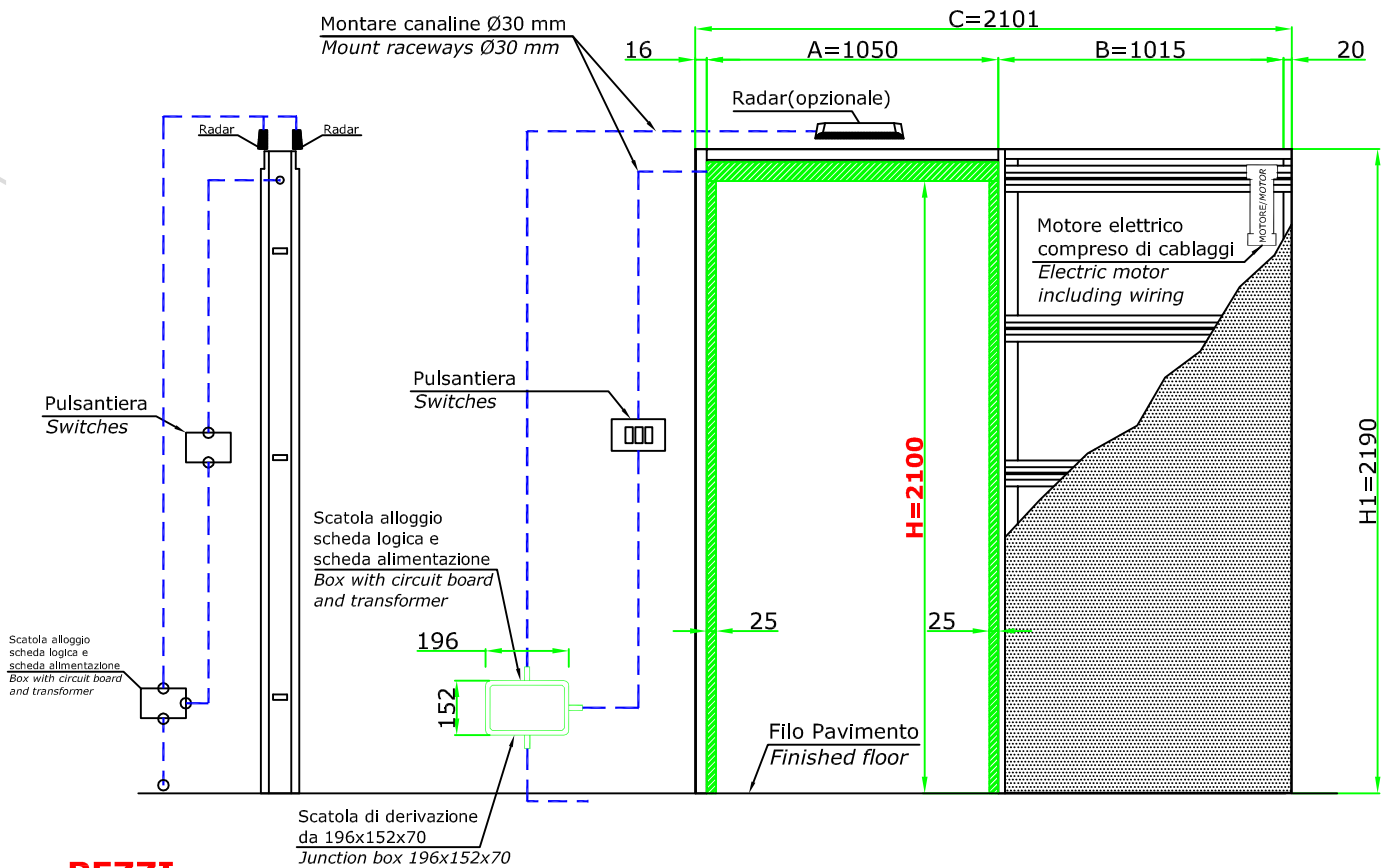 C=2101
Montare canaline Ø30 mm
Mount raceways Ø30 mm
16
A=1050
B=1015
20
Radar(opzionale)
Radar
Radar
MOTORE/MOTOR
Motore elettrico
compreso di cablaggi
Electric motor
including wiring
Pulsantiera
Switches
Pulsantiera
Switches
H=2100
H1=2190
Scatola alloggio
scheda logica e
scheda alimentazione
Box with circuit board
and transformer
25
25
196
152
Scatola alloggio
scheda logica e
scheda alimentazione
Box with circuit board
and transformer
Filo Pavimento
Finished floor
Scatola di derivazione
da 196x152x70
Junction box 196x152x70
PEZZI